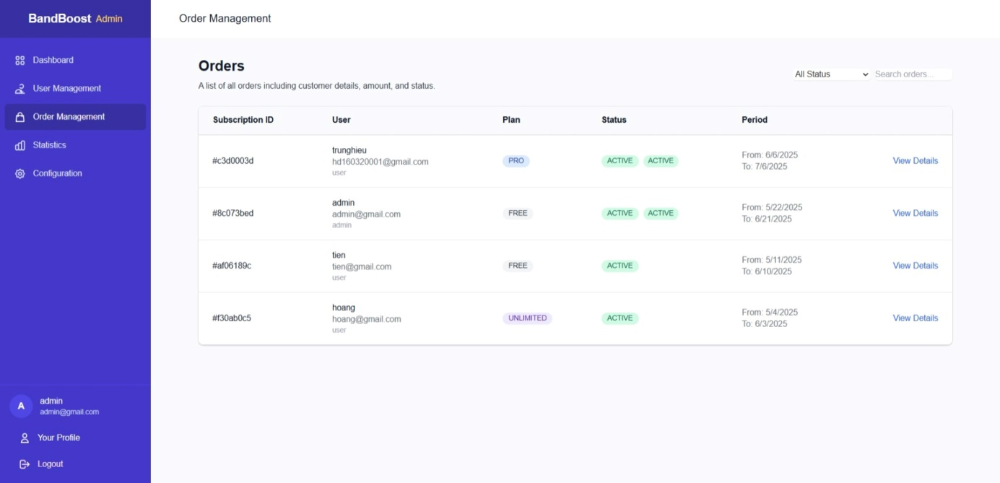 BandBoost Admin
Order Management
Dashboard
User Management
Order Management
Statistics
Configuration
Orders
A list of all orders including customer details, amount, and status.
All Status
Search orders...
Subscription ID User Plan Status Period
#c3d0003d
trunghieu
hd160320001@gmail.com
user
PRO
ACTIVE ACTIVE
From: 6/6/2025
To: 7/6/2025
View Details
#8c073bed
admin
admin@gmail.com
admin
FREE
ACTIVE ACTIVE
From: 5/22/2025
To: 6/21/2025
View Details
#af06189c
tien
tien@gmail.com
user
FREE
ACTIVE
From: 5/11/2025
To: 6/10/2025
View Details
#f30ab0c5
hoang
hoang@gmail.com
user
UNLIMITED
ACTIVE
From: 5/4/2025
To: 6/3/2025
View Details
A
admin
admin@gmail.com
Your Profile
Logout